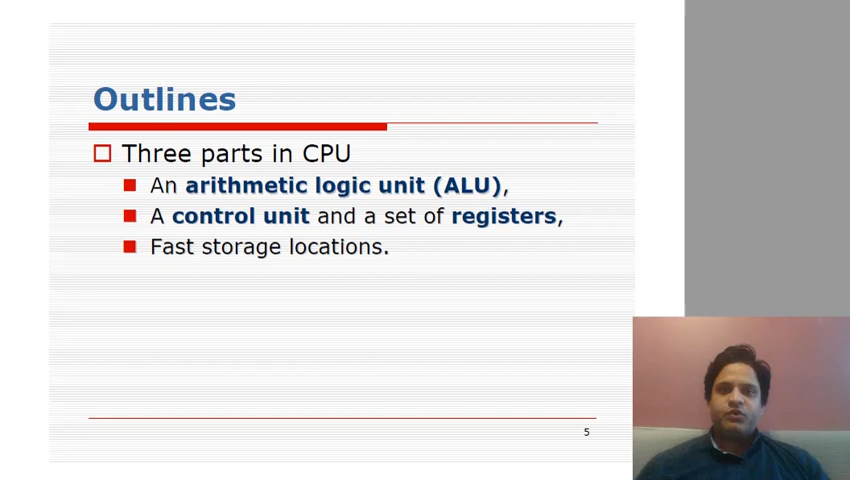 Outlines
Three parts in CPU
An arithmetic logic unit (ALU),
A control unit and a set of registers,
Fast storage locations.
5